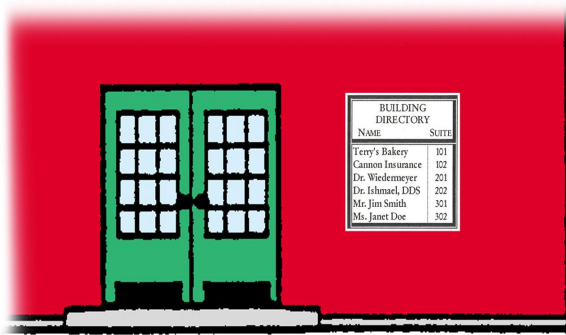 BUILDING
DIRECTORY
NAME SUITE
Terry's Bakery 101
Cannon Insurance 102
Dr. Wiedermeyer 201
Dr. Ishmael, DDS 202
Mr. Jim Smith 301
Ms. Janet Doe 302